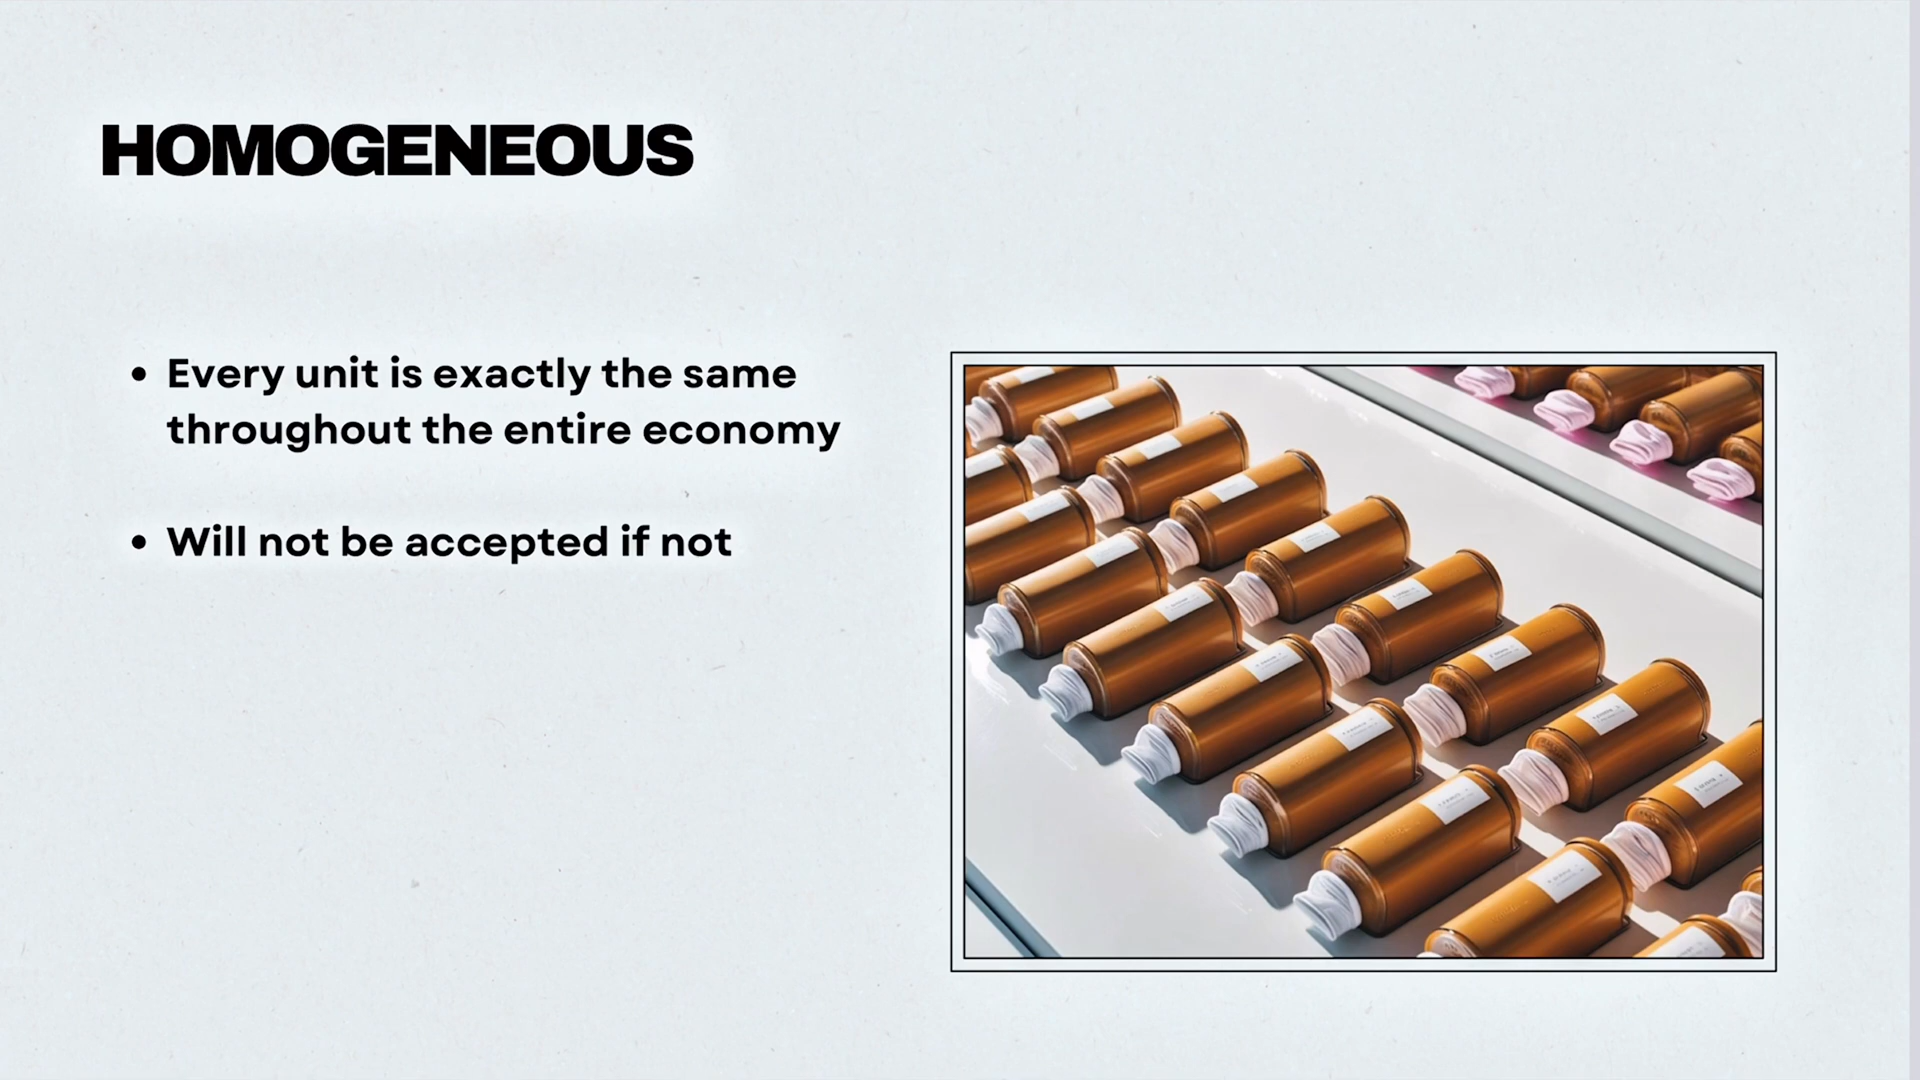 HOMOGENEOUS
• Every unit is exactly the same
throughout the entire economy
• Will not be accepted if not